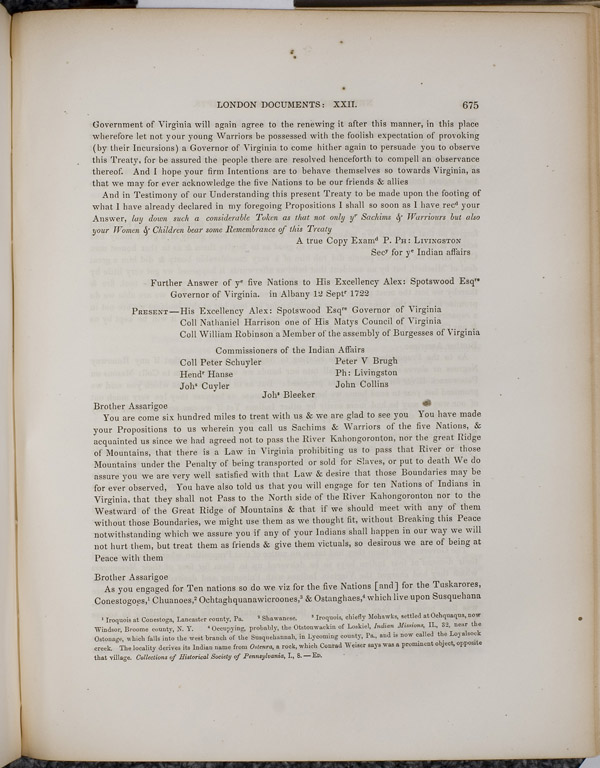 LONDON DOCUMENTS: XXII. 675
Government of Virginia will again agree to the renewing it after this manner, in this place
wherefore let not your young Warriors be possessed with the foolish expectation of provoking
(by their Incursions) a Governor of Virginia to come hither again to persuade you to observe
this Treaty, for be assured the people there are resolved henceforth to compell an observance
thereof. And I hope your firm Intentions are to behave themselves so towards Virginia, as
that we may for ever acknowledge the five Nations to be our friends & allies
And in Testimony of our Understanding this present Treaty to be made upon the footing of
what I have already declared in my foregoing Propositions I shall so soon as I have recᵈ your
Answer, lay down such a considerable Token as that not only yʳ Sachims & Warriours but also
your Women & Children bear some Remembrance of this Treaty
A true Copy Examᵈ P. Ph: Livingston
Secʸ for yᵉ Indian affairs
Further Answer of yᵉ five Nations to His Excellency Alex: Spotswood Esqʳᵉ
Governor of Virginia. in Albany 12 Septʳ 1722
Present—His Excellency Alex: Spotswood Esqʳᵉ Governor of Virginia
Coll Nathaniel Harrison one of His Matys Council of Virginia
Coll William Robinson a Member of the assembly of Burgesses of Virginia
Commissioners of the Indian Affairs
Coll Peter Schuyler Peter V Brugh
Hendʳ Hanse Ph: Livingston
Johˢ Cuyler John Collins
Johˢ Bleeker
Brother Assarigoe
You are come six hundred miles to treat with us & we are glad to see you You have made
your Propositions to us wherein you call us Sachims & Warriors of the five Nations, &
acquainted us since we had agreed not to pass the River Kahongoronton, nor the great Ridge
of Mountains, that there is a Law in Virginia prohibiting us to pass that River or those
Mountains under the Penalty of being transported or sold for Slaves, or put to death We do
assure you we are very well satisfied with that Law & desire that those Boundaries may be
for ever observed, You have also told us that you will engage for ten Nations of Indians in
Virginia, that they shall not Pass to the North side of the River Kahongoronton nor to the
Westward of the Great Ridge of Mountains & that if we should meet with any of them
without those Boundaries, we might use them as we thought fit, without Breaking this Peace
notwithstanding which we assure you if any of your Indians shall happen in our way we will
not hurt them, but treat them as friends & give them victuals, so desirous we are of being at
Peace with them
Brother Assarigoe
As you engaged for Ten nations so do we viz for the five Nations [and] for the Tuskarores,
Conestogoes,¹ Chuanoes,² Ochtaghquanawicroones,³ & Ostanghaes,⁴ which live upon Susquehana
¹ Iroquois at Conestoga, Lancaster county, Pa. ² Shawanese. ³ Iroquois, chiefly Mohawks, settled at Ochquaqua, now
Windsor, Broome county, N. Y. ⁴ Occupying, probably, the Otstonwackin of Loskiel, Indian Missions, II., 32, near the
Ostonage, which falls into the west branch of the Susquehannah, in Lycoming county, Pa., and is now called the Loyalsock
creek. The locality derives its Indian name from Ostenra, a rock, which Conrad Weiser says was a prominent object, opposite
that village. Collections of Historical Society of Pennsylvania, I., 8. — Ed.